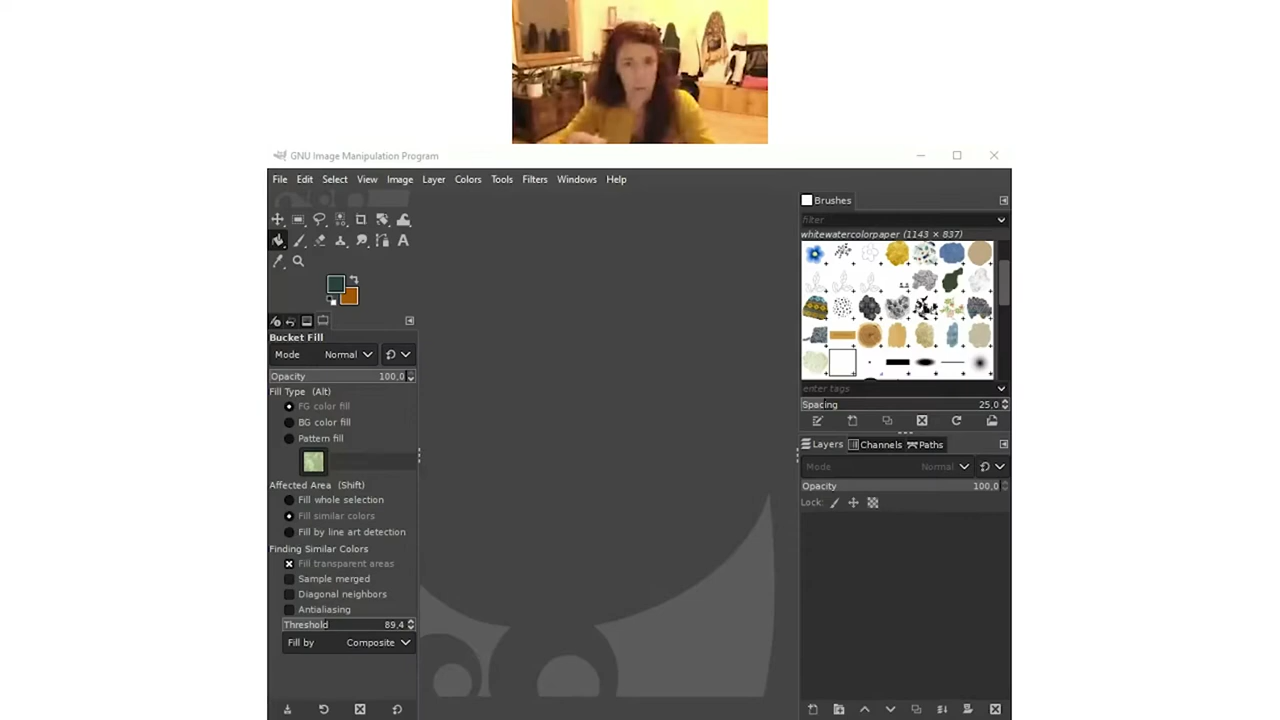 GNU Image Manipulation Program
File Edit Select View Image Layer Colors Tools Filters Windows Help
Brushes
filter
whitewatercolorpaper (1143 × 837)
Bucket Fill
Mode Normal
Opacity 100,0
Fill Type (Alt)
FG color fill
BG color fill
Pattern fill
Affected Area (Shift)
Fill whole selection
Fill similar colors
Fill by line art detection
Finding Similar Colors
Fill transparent areas
Sample merged
Diagonal neighbors
Antialiasing
Threshold 89,4
Fill by Composite
enter tags
Spacing 25,0
Layers Channels Paths
Mode Normal
Opacity 100,0
Lock: